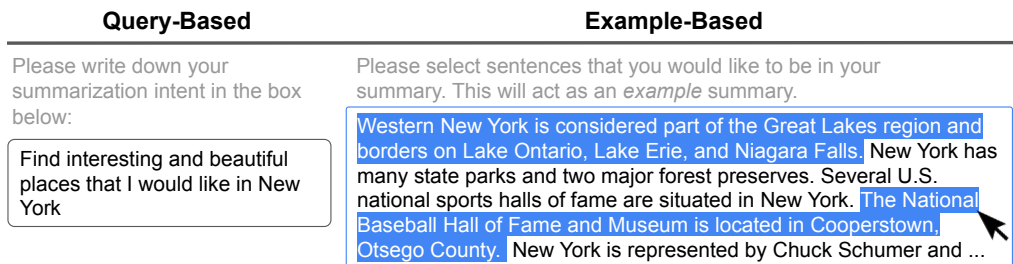 Query-Based
Example-Based
Please write down your
summarization intent in the box
below:
Find interesting and beautiful
places that I would like in New
York
Please select sentences that you would like to be in your
summary. This will act as an example summary.
Western New York is considered part of the Great Lakes region and
borders on Lake Ontario, Lake Erie, and Niagara Falls. New York has
many state parks and two major forest preserves. Several U.S.
national sports halls of fame are situated in New York. The National
Baseball Hall of Fame and Museum is located in Cooperstown,
Otsego County. New York is represented by Chuck Schumer and ...